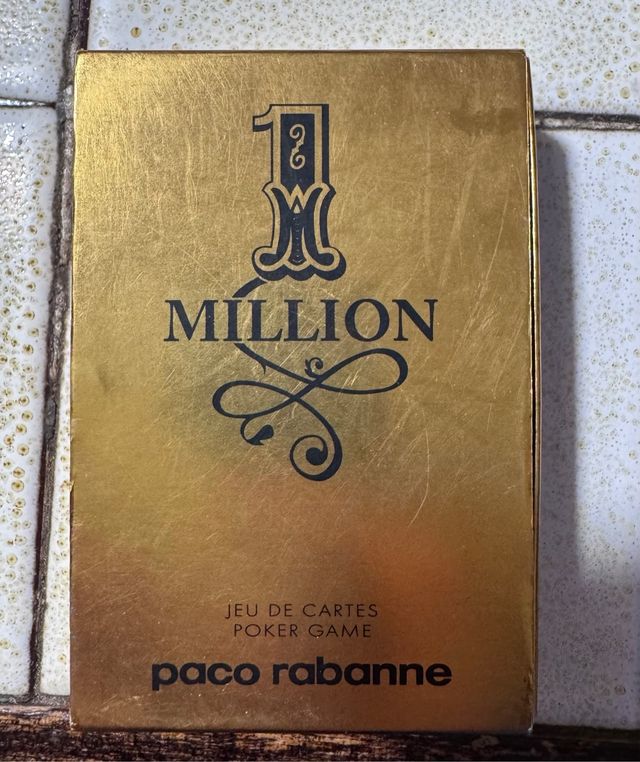 1
MILLION
JEU DE CARTES
POKER GAME
paco rabanne